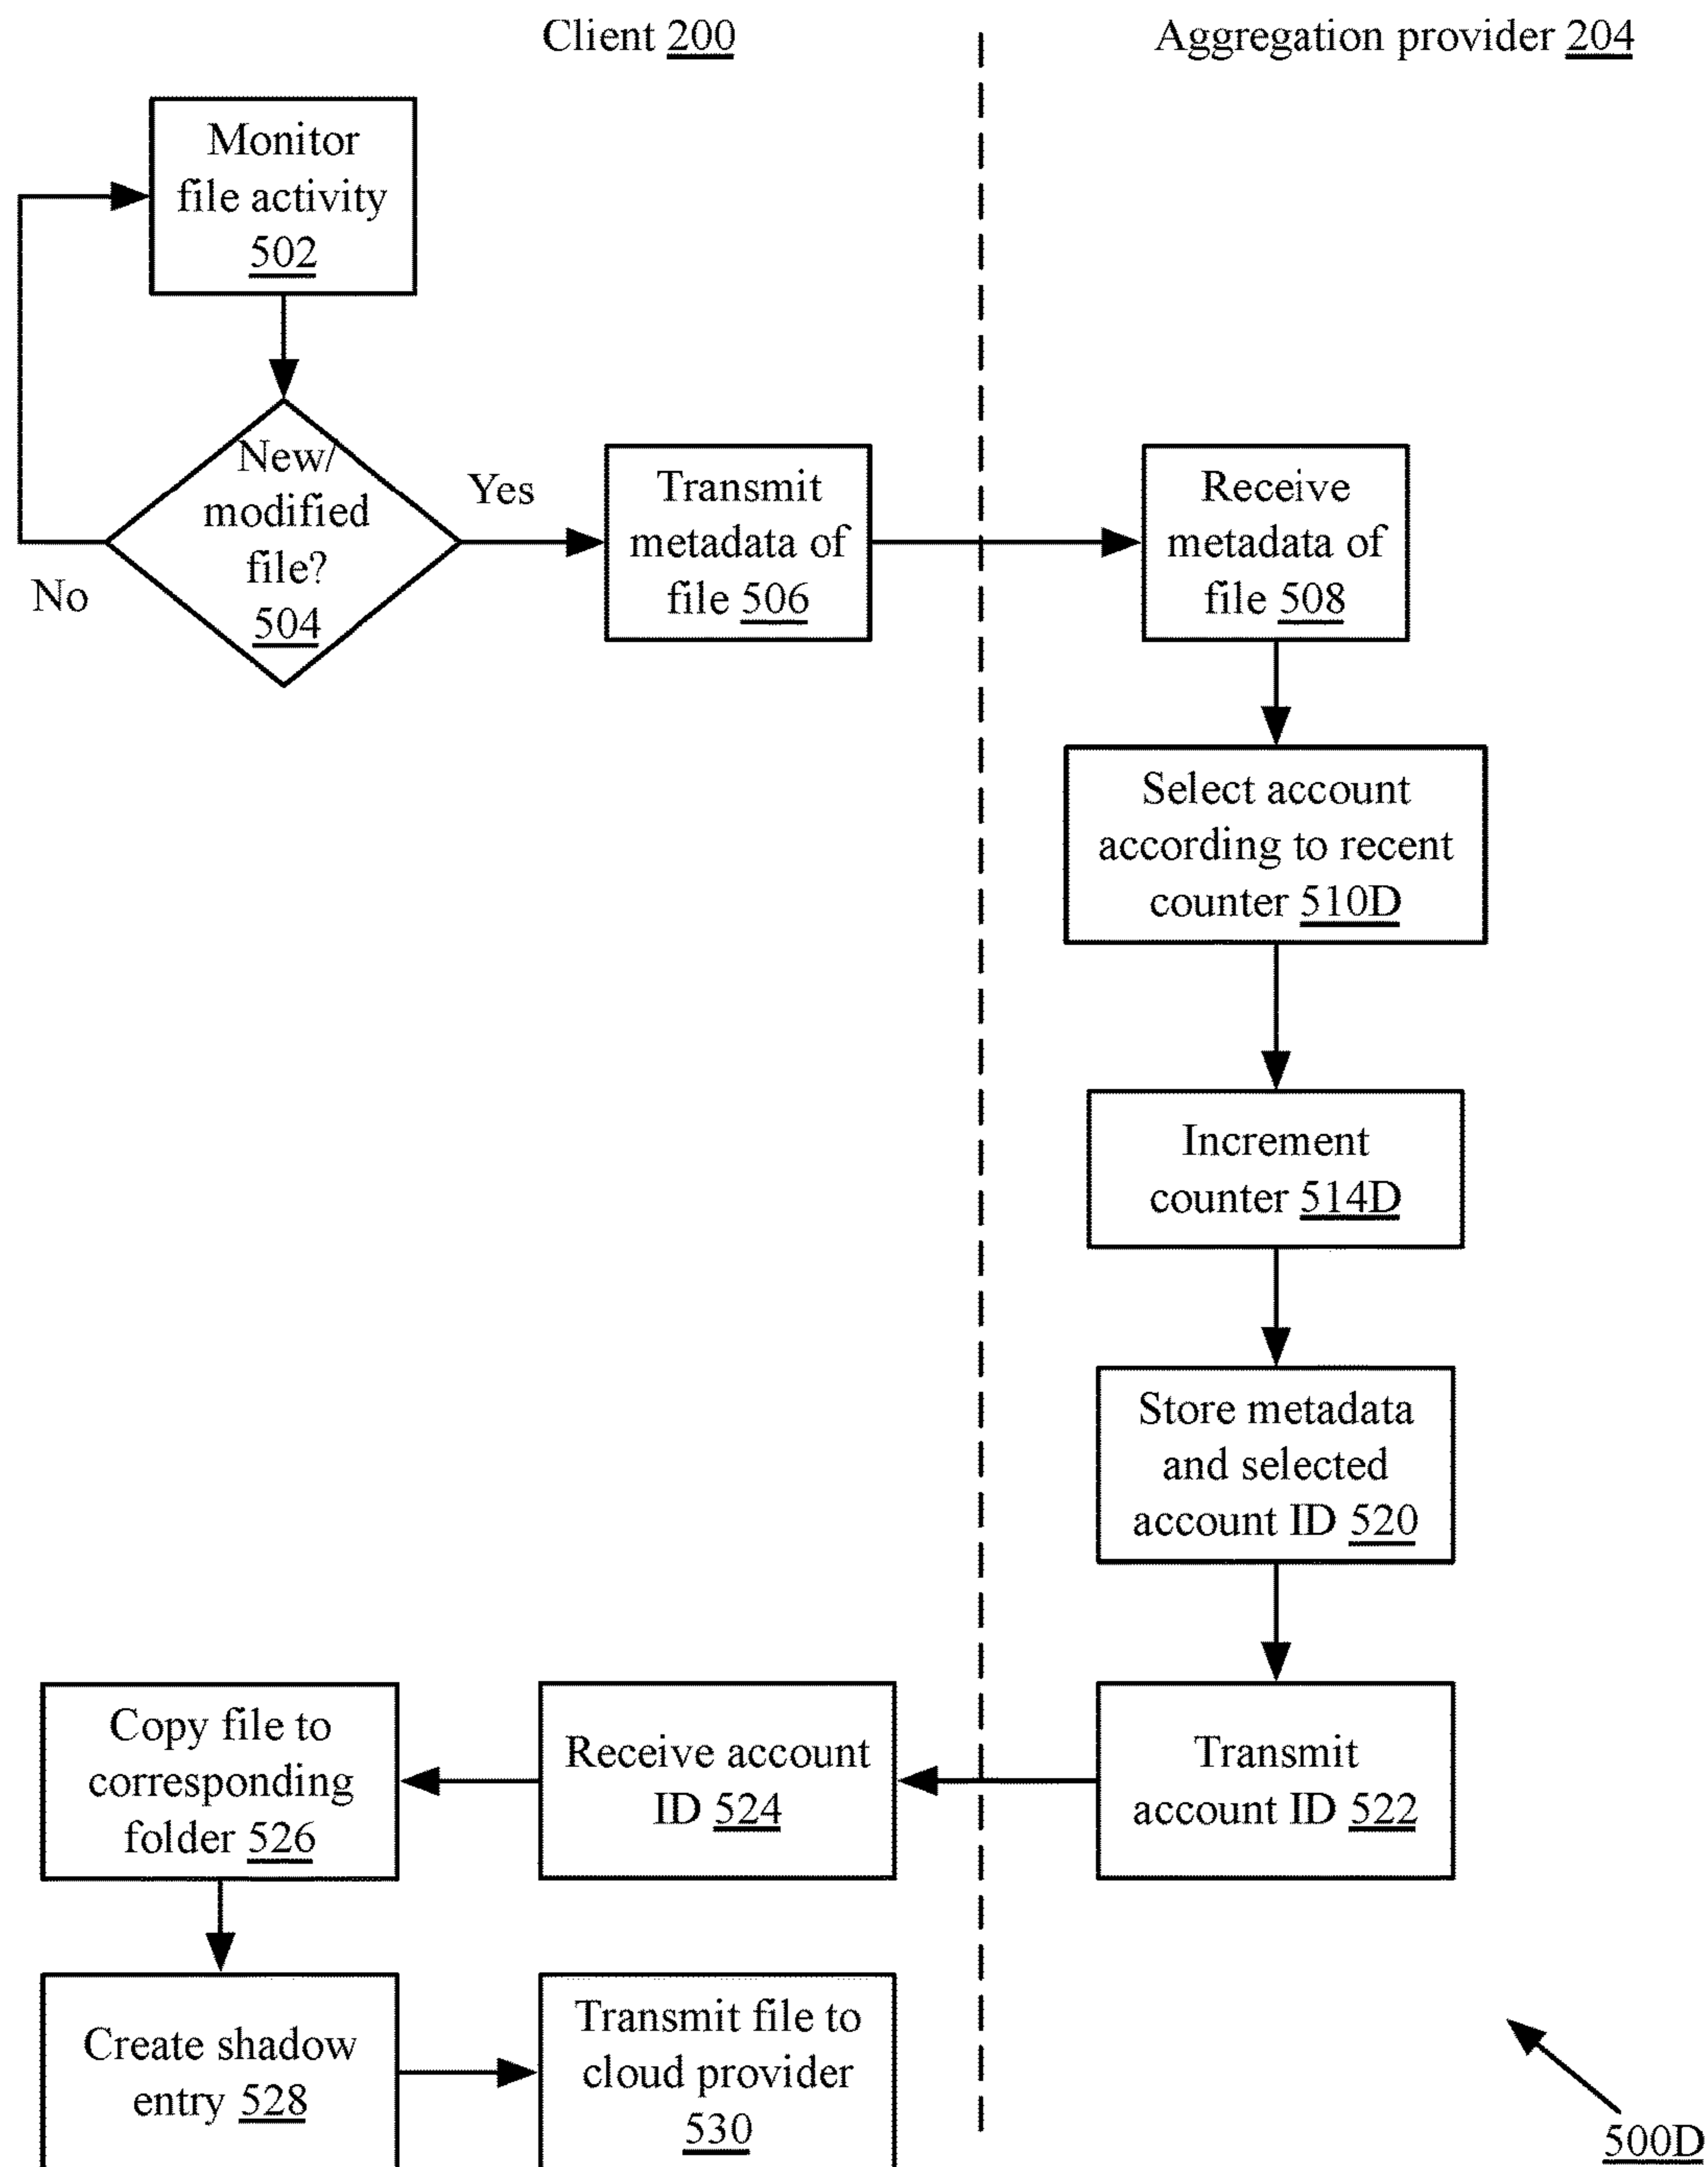 Client 200
Aggregation provider 204
Monitor
file activity
502
New/
modified
file?
504
Yes
No
Transmit
metadata of
file 506
Receive
metadata of
file 508
Select account
according to recent
counter 510D
Increment
counter 514D
Store metadata
and selected
account ID 520
Transmit
account ID 522
Receive account
ID 524
Copy file to
corresponding
folder 526
Create shadow
entry 528
Transmit file to
cloud provider
530
500D